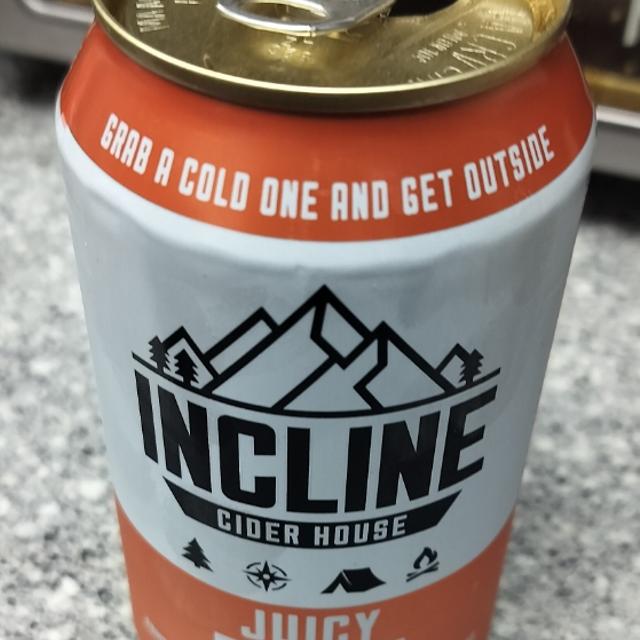 GRAB A COLD ONE AND GET OUTSIDE
INCLINE
CIDER HOUSE
JUICY